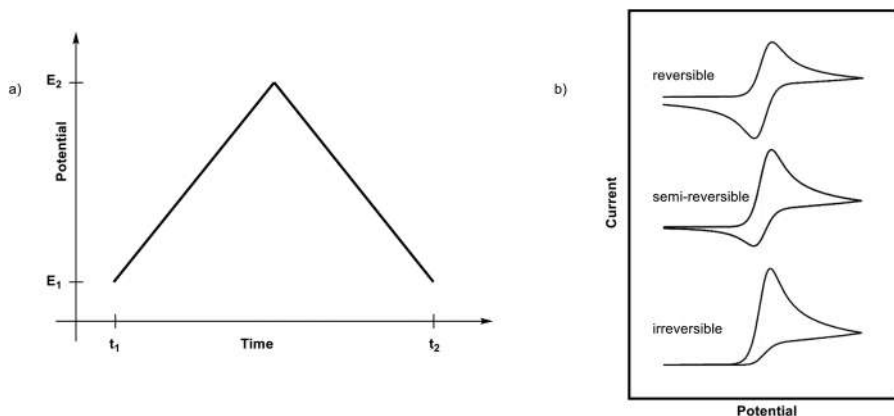 a)
E2
Potential
E1
t1
Time
t2
b)
reversible
semi-reversible
irreversible
Current
Potential